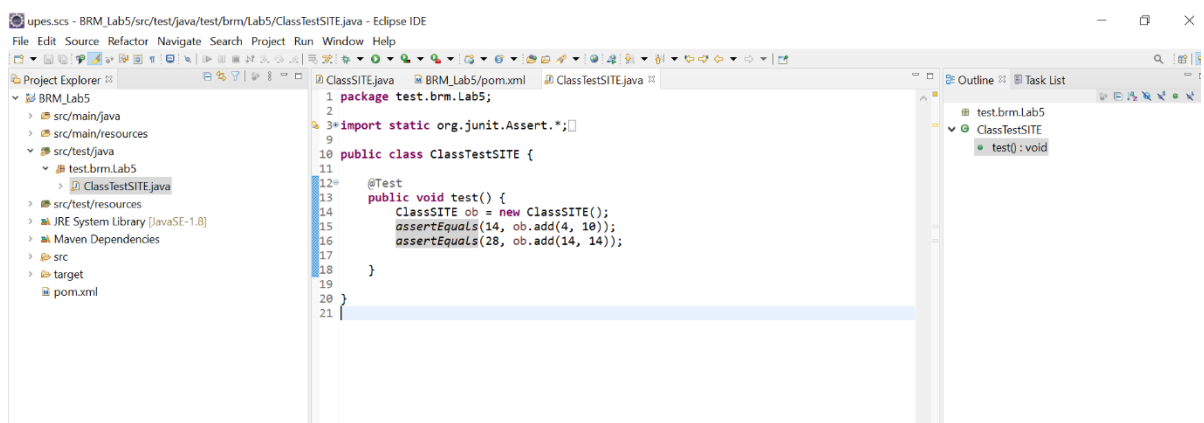 upes.scs - BRM_Lab5/src/test/java/test/brm/Lab5/ClassTestSITE.java - Eclipse IDE
File Edit Source Refactor Navigate Search Project Run Window Help
Project Explorer
ClassSITE.java BRM_Lab5/pom.xml ClassTestSITE.java
Outline Task List
BRM_Lab5
src/main/java
src/main/resources
src/test/java
test.brm.Lab5
ClassTestSITE.java
src/test/resources
JRE System Library [JavaSE-1.8]
Maven Dependencies
src
target
pom.xml
1 package test.brm.Lab5;
2
3 import static org.junit.Assert.*;
9
10 public class ClassTestSITE {
11
12 @Test
13 public void test() {
14 ClassSITE ob = new ClassSITE();
15 assertEquals(14, ob.add(4, 10));
16 assertEquals(28, ob.add(14, 14));
17
18 }
19
20 }
21
test.brm.Lab5
ClassTestSITE
test() : void